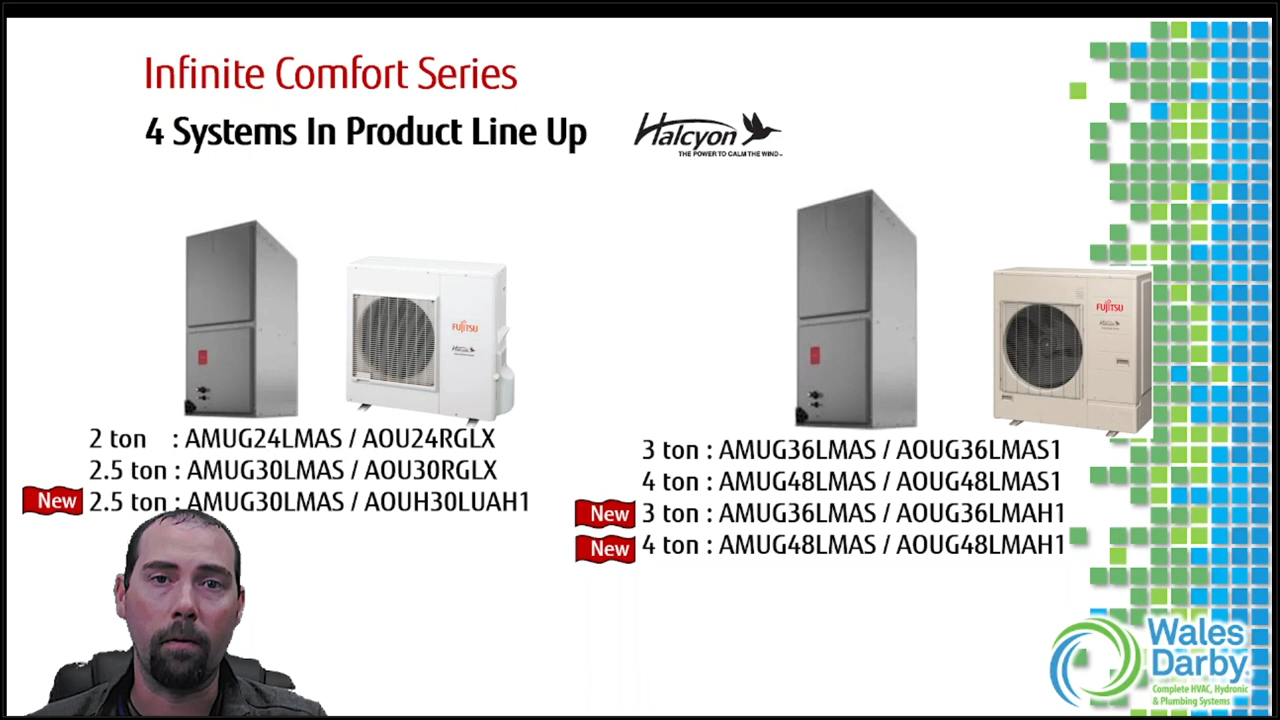 Infinite Comfort Series
4 Systems In Product Line Up
Halcyon
THE POWER TO CALM THE WIND
FUJITSU
Halcyon
FUJITSU
Halcyon
2 ton : AMUG24LMAS / AOU24RGLX
2.5 ton : AMUG30LMAS / AOU30RGLX
New 2.5 ton : AMUG30LMAS / AOUH30LUAH1
3 ton : AMUG36LMAS / AOUG36LMAS1
4 ton : AMUG48LMAS / AOUG48LMAS1
New 3 ton : AMUG36LMAS / AOUG36LMAH1
New 4 ton : AMUG48LMAS / AOUG48LMAH1
Wales
Darby
Complete HVAC, Hydronic
& Plumbing Systems